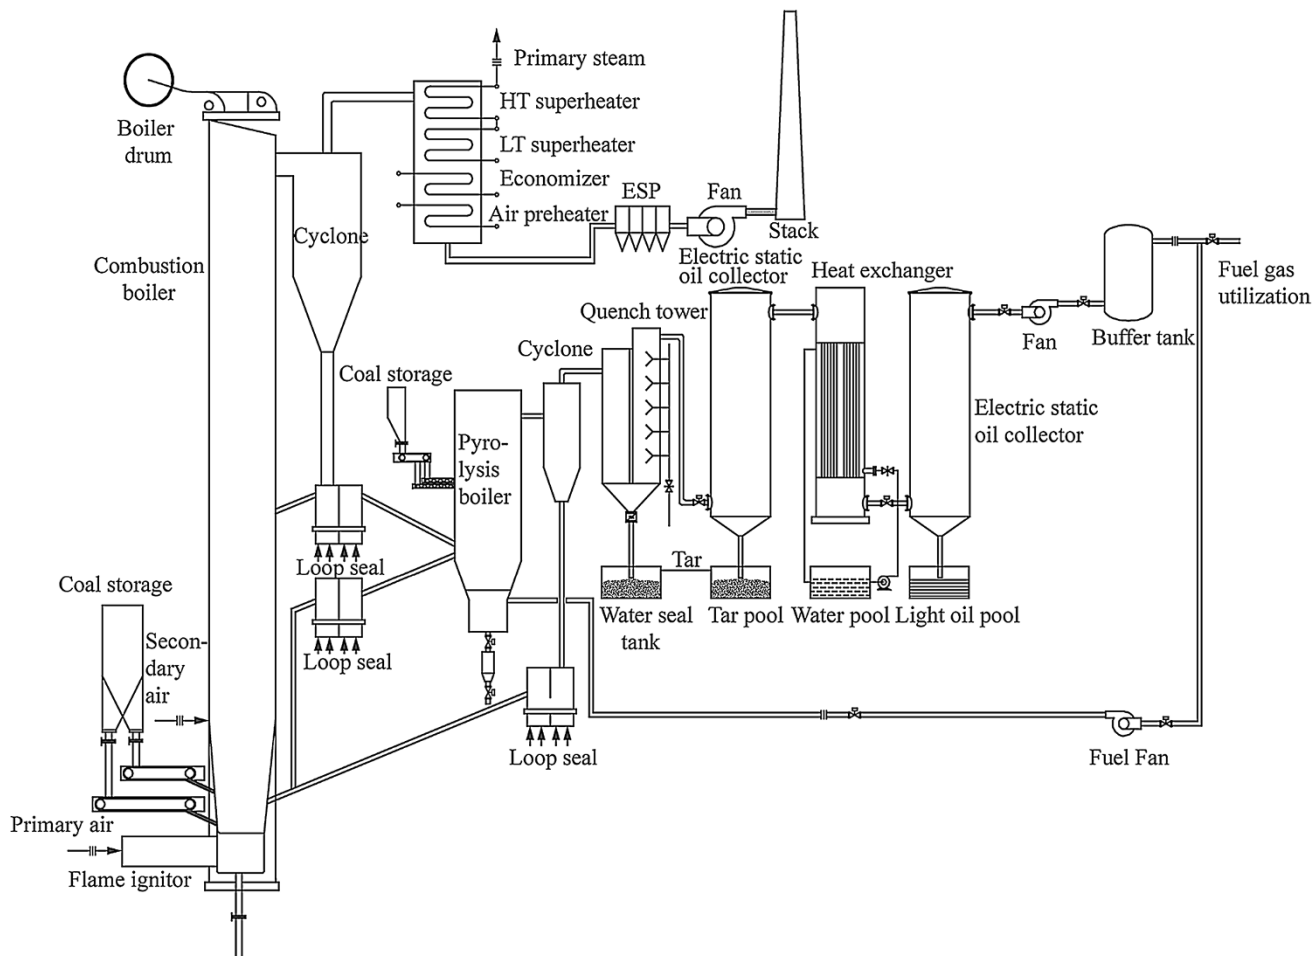 Primary steam
HT superheater
LT superheater
Economizer
Air preheater
Boiler
drum
ESP
Fan
Stack
Cyclone
Combustion
boiler
Electric static
oil collector
Heat exchanger
Fuel gas
utilization
Quench tower
Cyclone
Fan
Buffer tank
Coal storage
Electric static
oil collector
Pyro-
lysis
boiler
Loop seal
Tar
Coal storage
Water seal
tank
Tar pool
Water pool
Light oil pool
Secon-
dary
air
Loop seal
Loop seal
Fuel Fan
Primary air
Flame ignitor